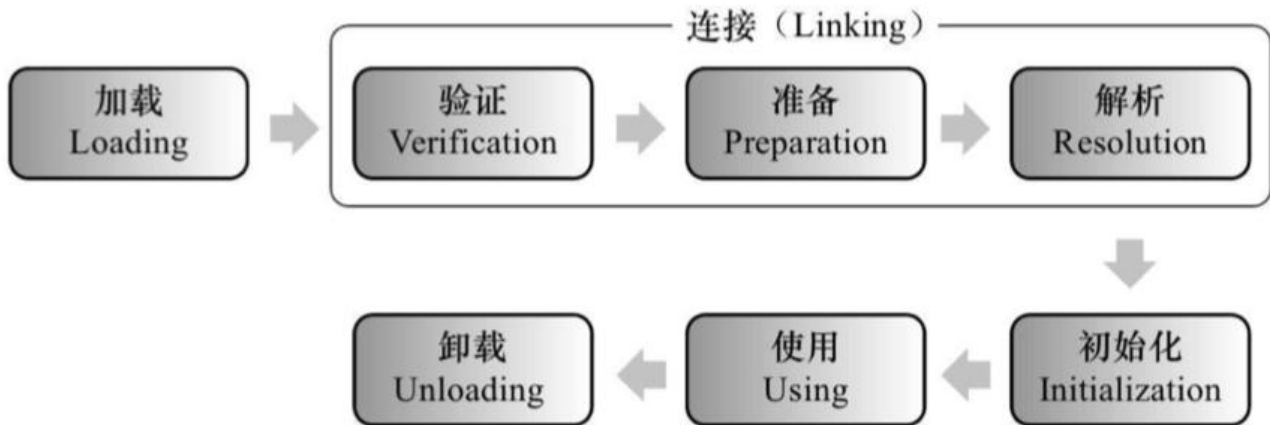 连接（Linking）
加载
Loading
验证
Verification
准备
Preparation
解析
Resolution
初始化
Initialization
使用
Using
卸载
Unloading